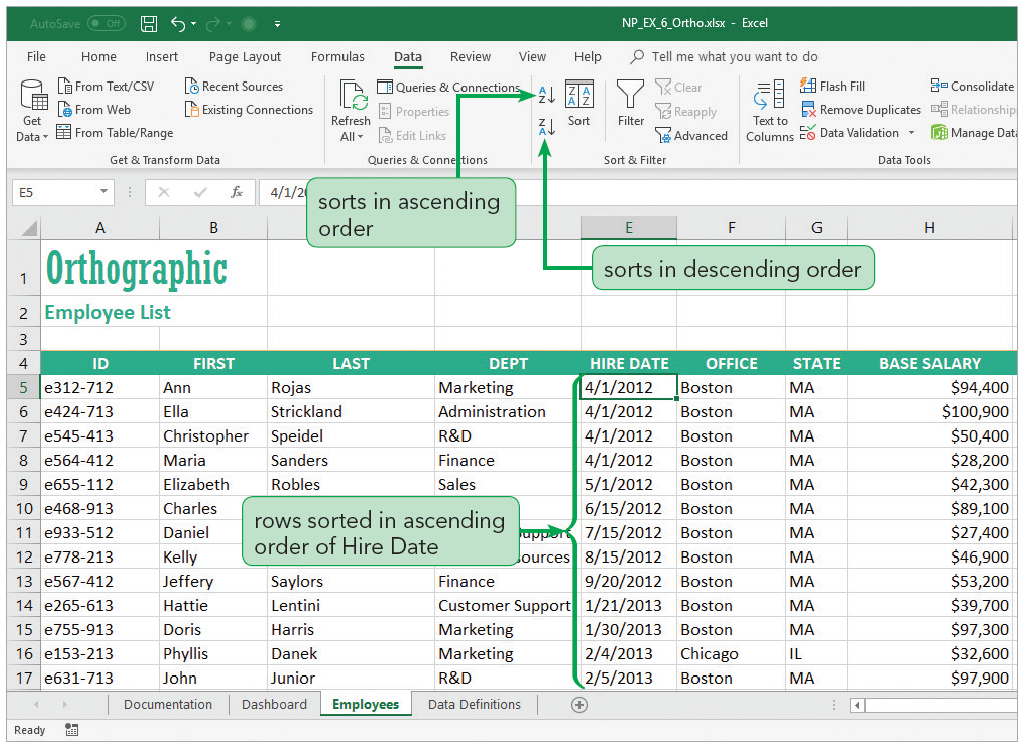 AutoSave Off NP_EX_6_Ortho.xlsx - Excel
File Home Insert Page Layout Formulas Data Review View Help Tell me what you want to do
Get Data
From Text/CSV
From Web
From Table/Range
Recent Sources
Existing Connections
Get & Transform Data
Refresh All
Queries & Connections
Properties
Edit Links
Queries & Connections
A Z
Z A
Z A A Z
Sort
Filter
Clear
Reapply
Advanced
Sort & Filter
Text to Columns
Flash Fill
Remove Duplicates
Data Validation
Consolidate
Relationship
Manage Data
Data Tools
E5 fx 4/1/20
sorts in ascending
order
sorts in descending order
A B E F G H
1 Orthographic
2 Employee List
3
4 ID FIRST LAST DEPT HIRE DATE OFFICE STATE BASE SALARY
5 e312-712 Ann Rojas Marketing 4/1/2012 Boston MA $94,400
6 e424-713 Ella Strickland Administration 4/1/2012 Boston MA $100,900
7 e545-413 Christopher Speidel R&D 4/1/2012 Boston MA $50,400
8 e564-412 Maria Sanders Finance 4/1/2012 Boston MA $28,200
9 e655-112 Elizabeth Robles Sales 5/1/2012 Boston MA $42,300
10 e468-913 Charles 6/15/2012 Boston MA $89,100
11 e933-512 Daniel upport 7/15/2012 Boston MA $27,400
12 e778-213 Kelly ources 8/15/2012 Boston MA $46,900
13 e567-412 Jeffery Saylors Finance 9/20/2012 Boston MA $53,200
14 e265-613 Hattie Lentini Customer Support 1/21/2013 Boston MA $39,700
15 e755-913 Doris Harris Marketing 1/30/2013 Boston MA $97,300
16 e153-213 Phyllis Danek Marketing 2/4/2013 Chicago IL $32,600
17 e631-713 John Junior R&D 2/5/2013 Boston MA $97,900
rows sorted in ascending
order of Hire Date
Documentation Dashboard Employees Data Definitions
Ready